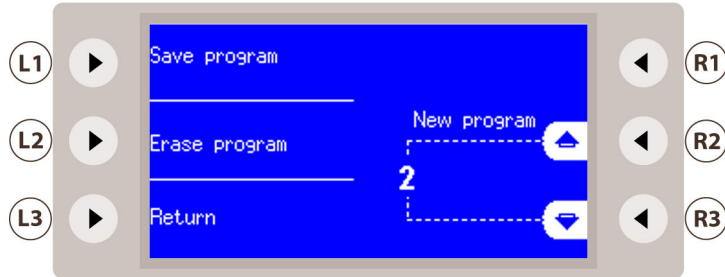 L1
Save program
R1
L2
Erase program
New program
R2
2
L3
Return
R3